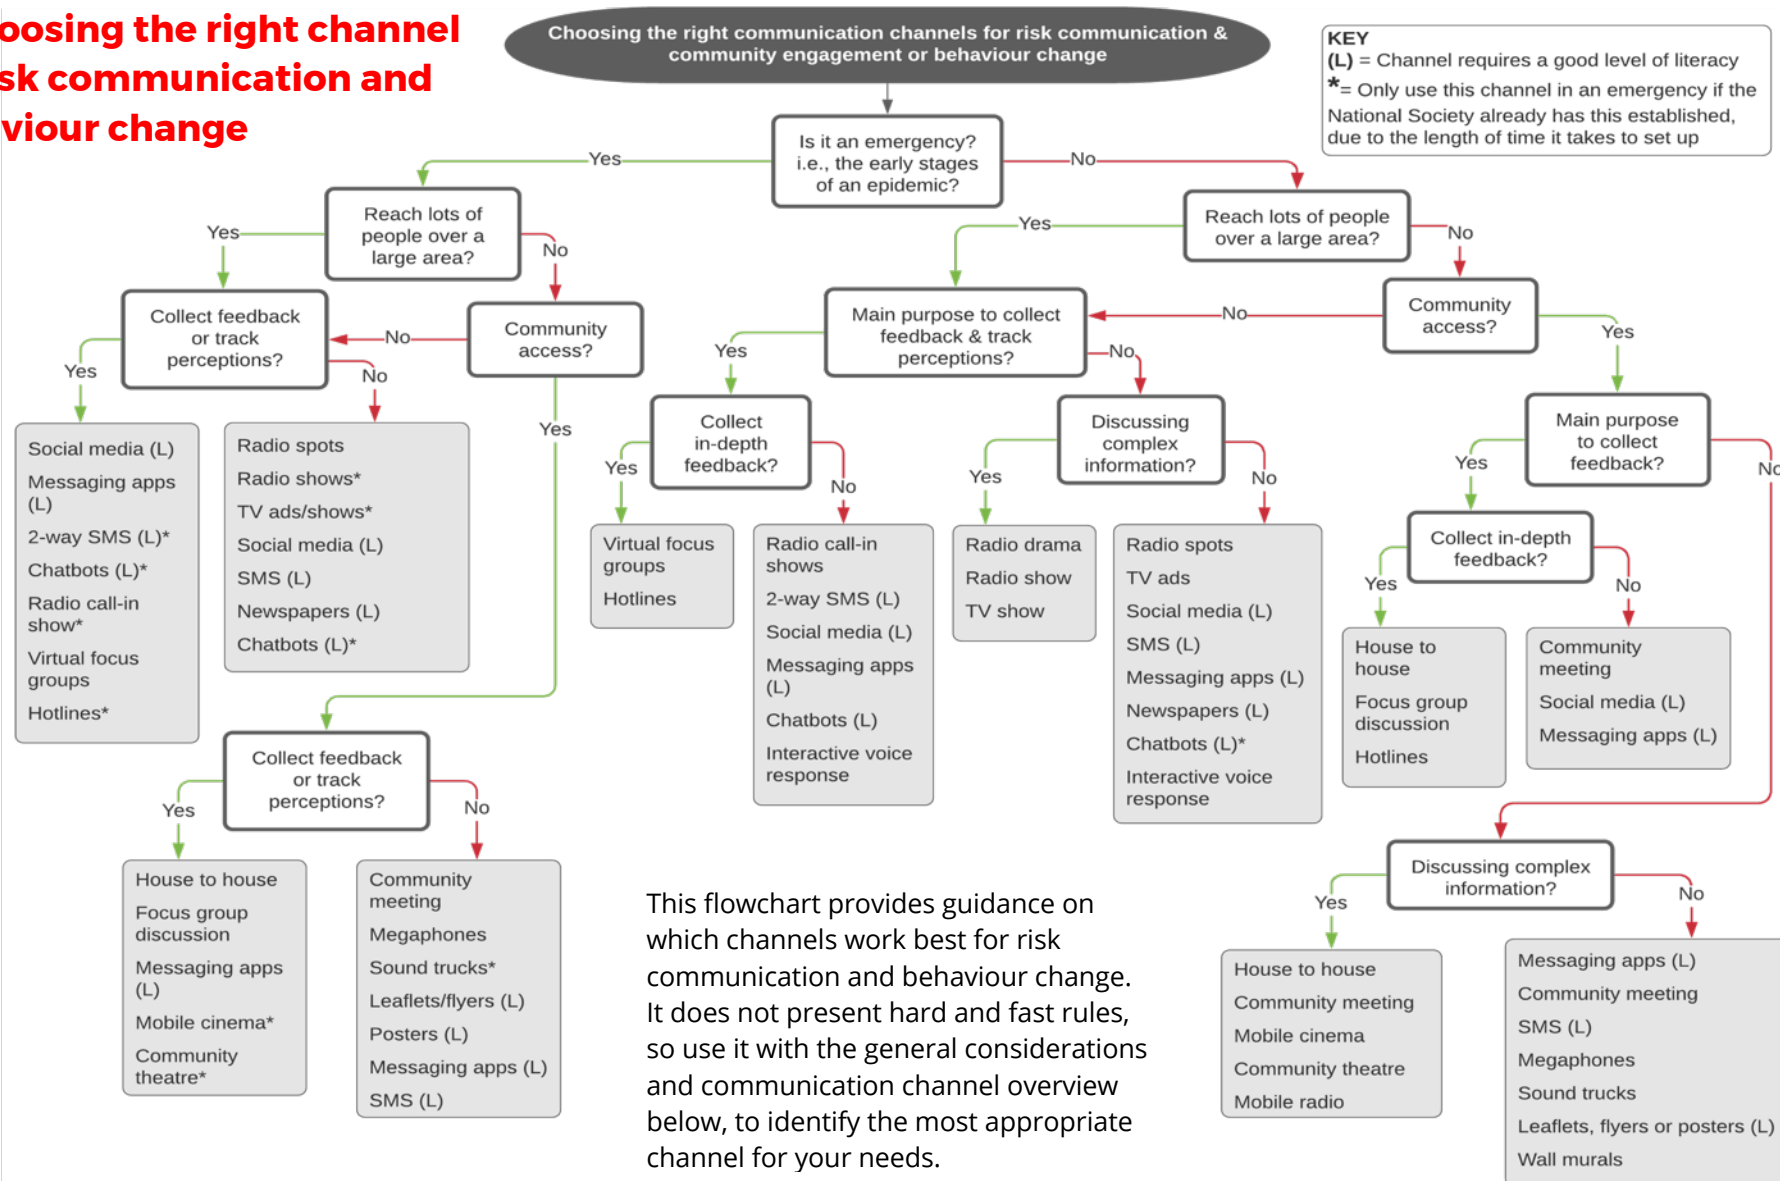 oosing the right channel
sk communication and
viour change
Choosing the right communication channels for risk communication &
community engagement or behaviour change
KEY
(L) = Channel requires a good level of literacy
*= Only use this channel in an emergency if the
National Society already has this established,
due to the length of time it takes to set up
Is it an emergency?
i.e., the early stages
of an epidemic?
Yes
No
Reach lots of
people over a
large area?
Yes
No
Reach lots of people
over a large area?
Yes
No
Collect feedback
or track
perceptions?
Yes
No
Community
access?
No
Yes
Main purpose to collect
feedback & track
perceptions?
Yes
No
Community
access?
No
Yes
Social media (L)
Messaging apps
(L)
2-way SMS (L)*
Chatbots (L)*
Radio call-in
show*
Virtual focus
groups
Hotlines*
Radio spots
Radio shows*
TV ads/shows*
Social media (L)
SMS (L)
Newspapers (L)
Chatbots (L)*
Collect
in-depth
feedback?
Yes
No
Discussing
complex
information?
Yes
No
Main purpose
to collect
feedback?
Yes
No
Virtual focus
groups
Hotlines
Radio call-in
shows
2-way SMS (L)
Social media (L)
Messaging apps
(L)
Chatbots (L)
Interactive voice
response
Radio drama
Radio show
TV show
Radio spots
TV ads
Social media (L)
SMS (L)
Messaging apps (L)
Newspapers (L)
Chatbots (L)*
Interactive voice
response
Collect in-depth
feedback?
Yes
No
House to
house
Focus group
discussion
Hotlines
Community
meeting
Social media (L)
Messaging apps (L)
Collect feedback
or track
perceptions?
Yes
No
House to house
Focus group
discussion
Messaging apps
(L)
Mobile cinema*
Community
theatre*
Community
meeting
Megaphones
Sound trucks*
Leaflets/flyers (L)
Posters (L)
Messaging apps (L)
SMS (L)
This flowchart provides guidance on
which channels work best for risk
communication and behaviour change.
It does not present hard and fast rules,
so use it with the general considerations
and communication channel overview
below, to identify the most appropriate
channel for your needs.
Discussing complex
information?
Yes
No
House to house
Community meeting
Mobile cinema
Community theatre
Mobile radio
Messaging apps (L)
Community meeting
SMS (L)
Megaphones
Sound trucks
Leaflets, flyers or posters (L)
Wall murals